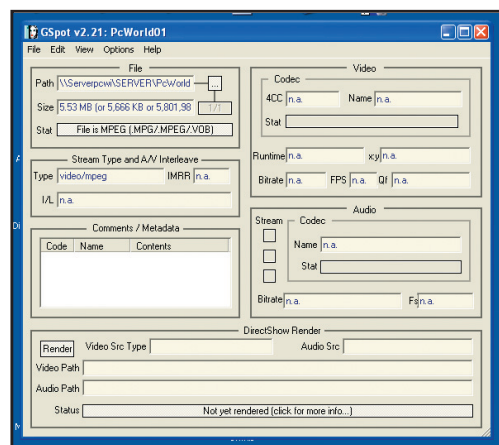 GSpot v2.21: PcWorld01
File Edit View Options Help
File
Path \\Serverpcwi\SERVER\PcWorld ...
Size 5.53 MB (or 5,666 KB or 5,801,98 1/1
Stat File is MPEG (.MPG/.MPEG/.VOB)
Stream Type and A/V Interleave
Type video/mpeg IMRR n.a.
I/L n.a.
Comments / Metadata
Code Name Contents
Video
Codec
4CC n.a. Name n.a.
Stat
Runtime n.a. x:y n.a.
Bitrate n.a. FPS n.a. Qf n.a.
Audio
Stream Codec
Name n.a.
Stat
Bitrate n.a. Fs n.a.
DirectShow Render
Render Video Src Type Audio Src
Video Path
Audio Path
Status Not yet rendered (click for more info...)